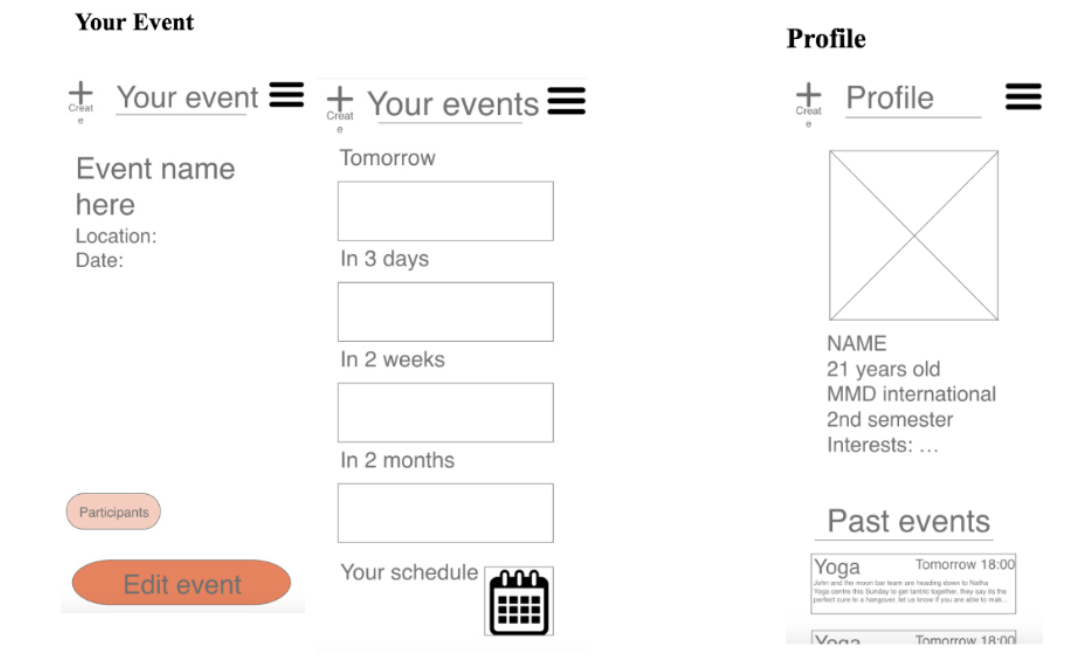 Your Event
Creat
e
Your event
Event name
here
Location:
Date:
Participants
Edit event
Creat
e
Your events
Tomorrow
In 3 days
In 2 weeks
In 2 months
Your schedule
Profile
Creat
e
Profile
NAME
21 years old
MMD international
2nd semester
Interests: ...
Past events
Yoga
Tomorrow 18:00
John and the moon bar team are heading down to Natha
Yoga centre this Sunday to get tantric together, they say its the
perfect cure to a hangover, let us know if you are able to mak...
Yoga
Tomorrow 18:00